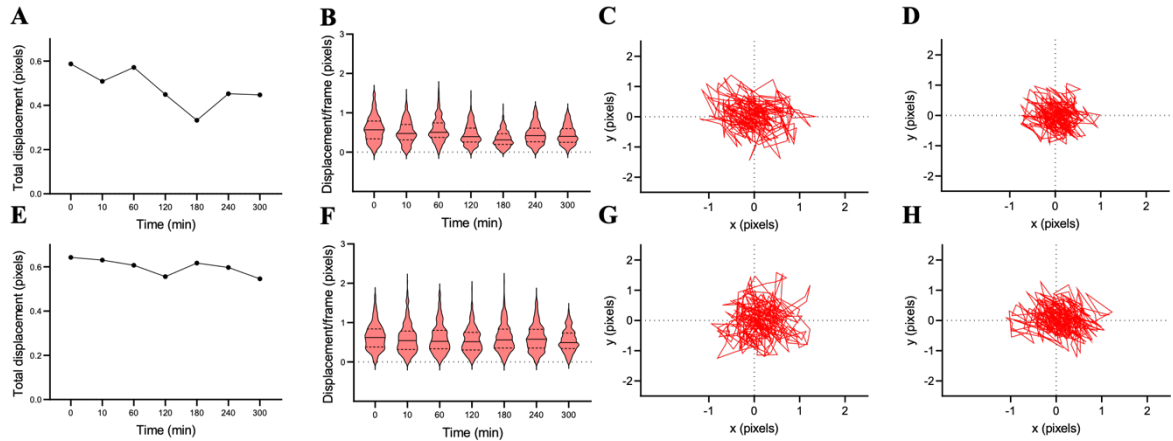 A
Total displacement (pixels)
0.6
0.4
0.2
0.0
0 10 60 120 180 240 300
Time (min)
B
Displacement/frame (pixels)
3
2
1
0
0 10 60 120 180 240 300
Time (min)
C
y (pixels)
2
1
0
-1
-2
-1 0 1 2
x (pixels)
D
y (pixels)
2
1
0
-1
-2
-1 0 1 2
x (pixels)
E
Total displacement (pixels)
0.6
0.4
0.2
0.0
0 10 60 120 180 240 300
Time (min)
F
Displacement/frame (pixels)
3
2
1
0
0 10 60 120 180 240 300
Time (min)
G
y (pixels)
2
1
0
-1
-2
-1 0 1 2
x (pixels)
H
y (pixels)
2
1
0
-1
-2
-1 0 1 2
x (pixels)